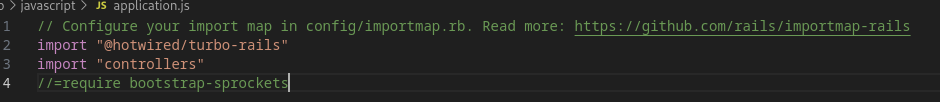 javascript > JS application.js
1 // Configure your import map in config/importmap.rb. Read more: https://github.com/rails/importmap-rails
2 import "@hotwired/turbo-rails"
3 import "controllers"
4 //=require bootstrap-sprockets